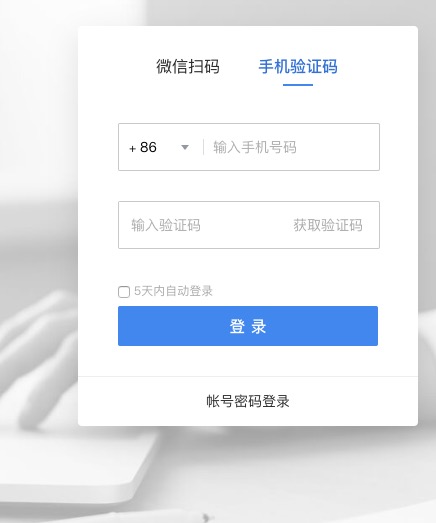 微信扫码 手机验证码
+ 86 输入手机号码
输入验证码 获取验证码
5天内自动登录
登 录
帐号密码登录